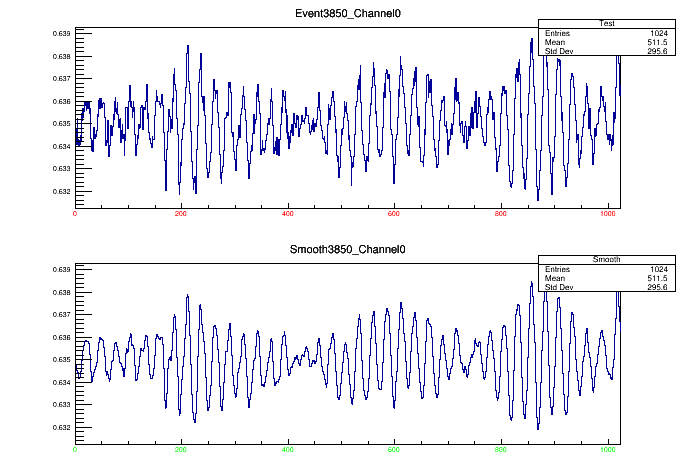 Event3850_Channel0
Test
Entries 1024
Mean 511.5
Std Dev 295.6
0.639
0.638
0.637
0.636
0.635
0.634
0.633
0.632
0 200 400 600 800 1000
Smooth3850_Channel0
Smooth
Entries 1024
Mean 511.5
Std Dev 295.6
0.639
0.638
0.637
0.636
0.635
0.634
0.633
0.632
0 200 400 600 800 1000